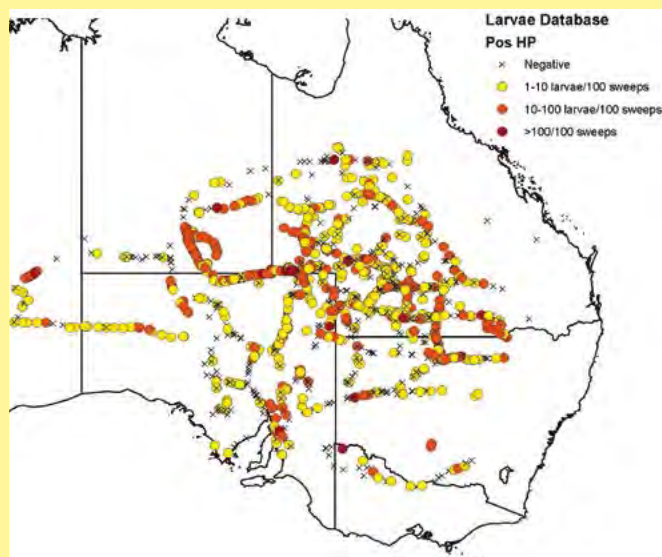 Larvae Database
Pos HP
Negative
1-10 larvae/100 sweeps
10-100 larvae/100 sweeps
>100/100 sweeps